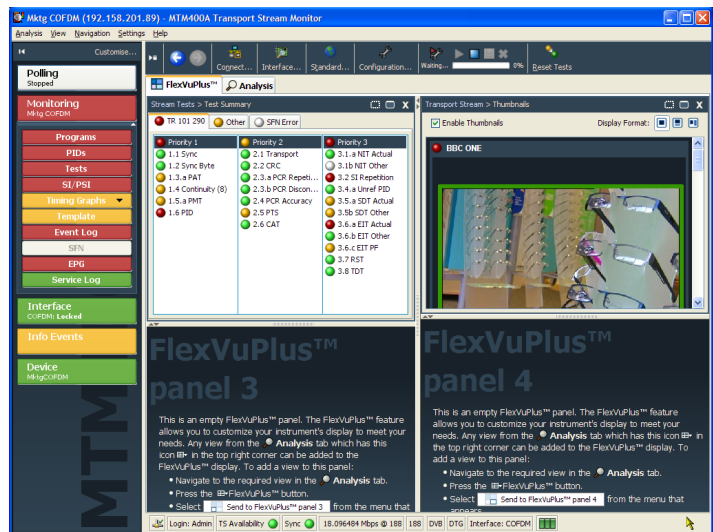 Mktg COFDM (192.158.201.89) - MTM400A Transport Stream Monitor
Analysis View Navigation Settings Help
Customise...
Connect...
Interface...
Standard...
Configuration...
Waiting...
0%
Reset Tests
Polling
Stopped
Monitoring
Mktg COFDM
Programs
PIDs
Tests
SI/PSI
Timing Graphs
Template
Event Log
SFN
EPG
Service Log
Interface
COFDM: Locked
Info Events
Device
MktgCOFDM
MTM
FlexVuPlus™
Analysis
Stream Tests > Test Summary
TR 101 290
Other
SFN Error
Priority 1
1.1 Sync
1.2 Sync Byte
1.3.a PAT
1.4 Continuity (8)
1.5.a PMT
1.6 PID
Priority 2
2.1 Transport
2.2 CRC
2.3.a PCR Repeti...
2.3.b PCR Discon...
2.4 PCR Accuracy
2.5 PTS
2.6 CAT
Priority 3
3.1.a NIT Actual
3.1.b NIT Other
3.2 SI Repetition
3.4.a Unref PID
3.5.a SDT Actual
3.5b SDT Other
3.6.a EIT Actual
3.6.b EIT Other
3.6.c EIT PF
3.7 RST
3.8 TDT
Transport Stream > Thumbnails
Enable Thumbnails
Display Format:
BBC ONE
FlexVuPlus™
panel 3
This is an empty FlexVuPlus™ panel. The FlexVuPlus™ feature
allows you to customize your instrument's display to meet your
needs. Any view from the Analysis tab which has this
icon in the top right corner can be added to the
FlexVuPlus™ display. To add a view to this panel:
• Navigate to the required view in the Analysis tab.
• Press the FlexVuPlus™ button.
• Select Send to FlexVuPlus™ panel 3 from the menu that
FlexVuPlus™
panel 4
This is an empty FlexVuPlus™ panel. The FlexVuPlus™ feature
allows you to customize your instrument's display to meet your
needs. Any view from the Analysis tab which has this icon
in the top right corner can be added to the FlexVuPlus™ display. To
add a view to this panel:
• Navigate to the required view in the Analysis tab.
• Press the FlexVuPlus™ button.
• Select Send to FlexVuPlus™ panel 4 from the menu that
appears.
Login: Admin TS Availability Sync 18.096484 Mbps @ 188 188 DVB DTG Interface: COFDM